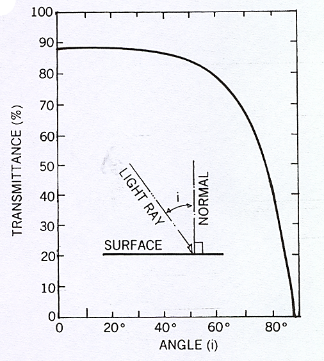 100
90
80
70
60
50
40
30
20
10
0
TRANSMITTANCE (%)
LIGHT RAY
i
NORMAL
SURFACE
0 20° 40° 60° 80°
ANGLE (i)